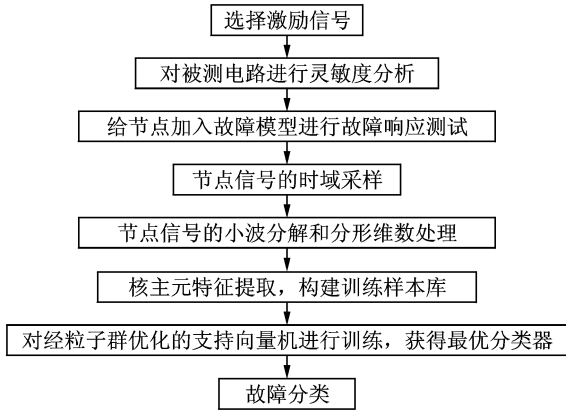 选择激励信号
对被测电路进行灵敏度分析
给节点加入故障模型进行故障响应测试
节点信号的时域采样
节点信号的小波分解和分形维数处理
核主元特征提取，构建训练样本库
对经粒子群优化的支持向量机进行训练，获得最优分类器
故障分类